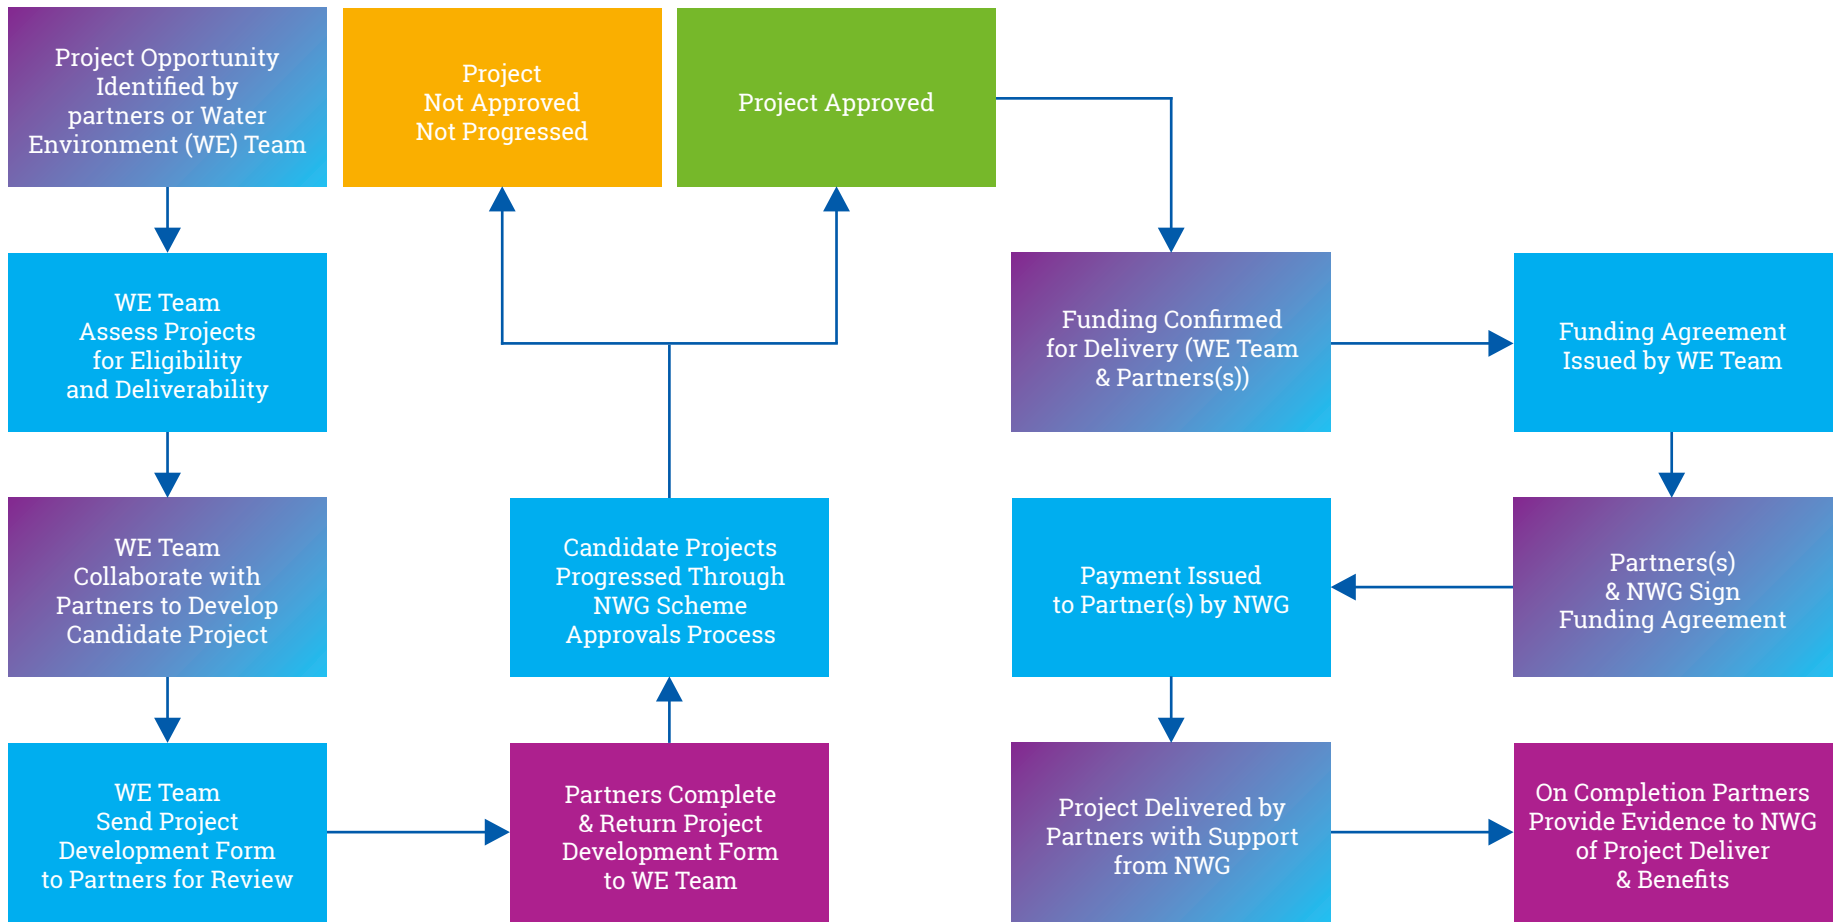 Project Opportunity
Identified by
partners or Water
Environment (WE) Team
WE Team
Assess Projects
for Eligibility
and Deliverability
WE Team
Collaborate with
Partners to Develop
Candidate Project
WE Team
Send Project
Development Form
to Partners for Review
Partners Complete
& Return Project
Development Form
to WE Team
Candidate Projects
Progressed Through
NWG Scheme
Approvals Process
Project
Not Approved
Not Progressed
Project Approved
Funding Confirmed
for Delivery (WE Team
& Partners(s))
Funding Agreement
Issued by WE Team
Partners(s)
& NWG Sign
Funding Agreement
Payment Issued
to Partner(s) by NWG
Project Delivered by
Partners with Support
from NWG
On Completion Partners
Provide Evidence to NWG
of Project Deliver
& Benefits